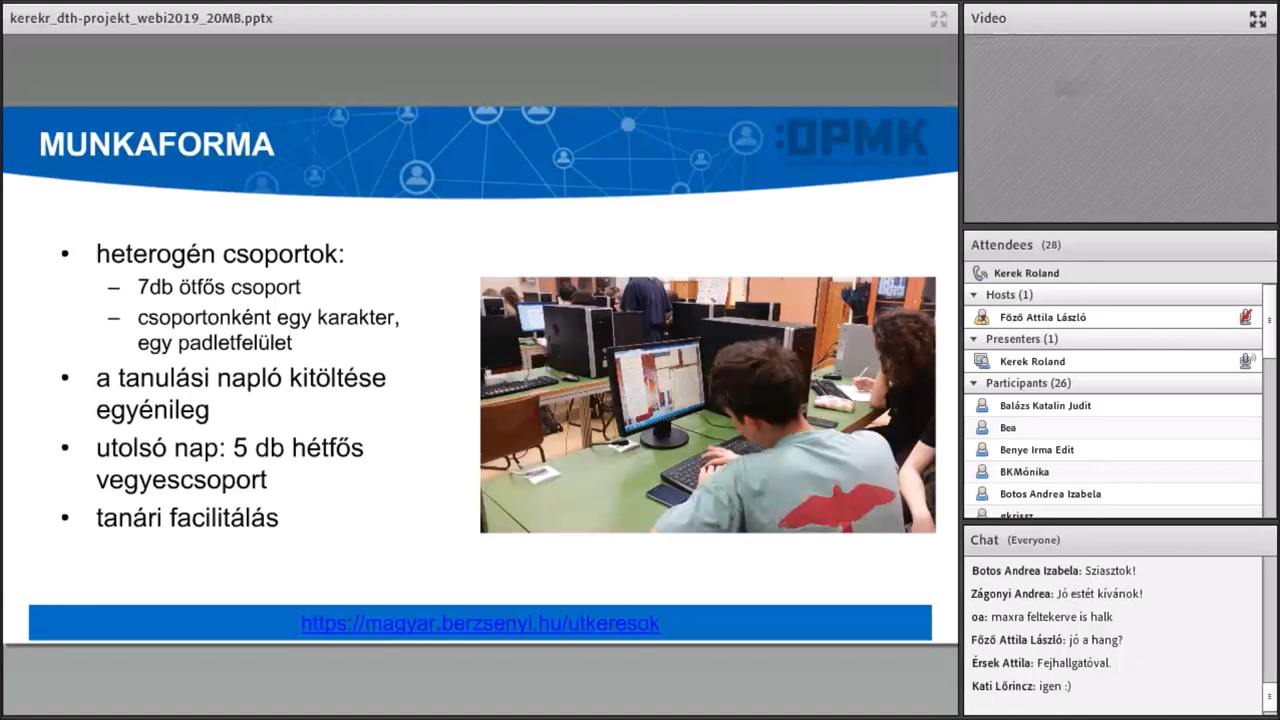 kerekr_dth-projekt_webi2019_20MB.pptx
MUNKAFORMA
:OPMK
• heterogén csoportok:
– 7db ötfős csoport
– csoportonként egy karakter,
egy padletfelület
• a tanulási napló kitöltése
egyénileg
• utolsó nap: 5 db hétfős
vegyescsoport
• tanári facilitálás
https://magyar.berzsenyi.hu/utkeresok
Video
Attendees (28)
Kerek Roland
Hosts (1)
Főző Attila László
Presenters (1)
Kerek Roland
Participants (26)
Balázs Katalin Judit
Bea
Benye Irma Edit
BKMónika
Botos Andrea Izabela
gkrissz
Chat (Everyone)
Botos Andrea Izabela: Sziasztok!
Zágonyi Andrea: Jó estét kívánok!
oa: maxra feltekerve is halk
Főző Attila László: jó a hang?
Érsek Attila: Fejhallgatóval.
Kati Lőrincz: igen :)